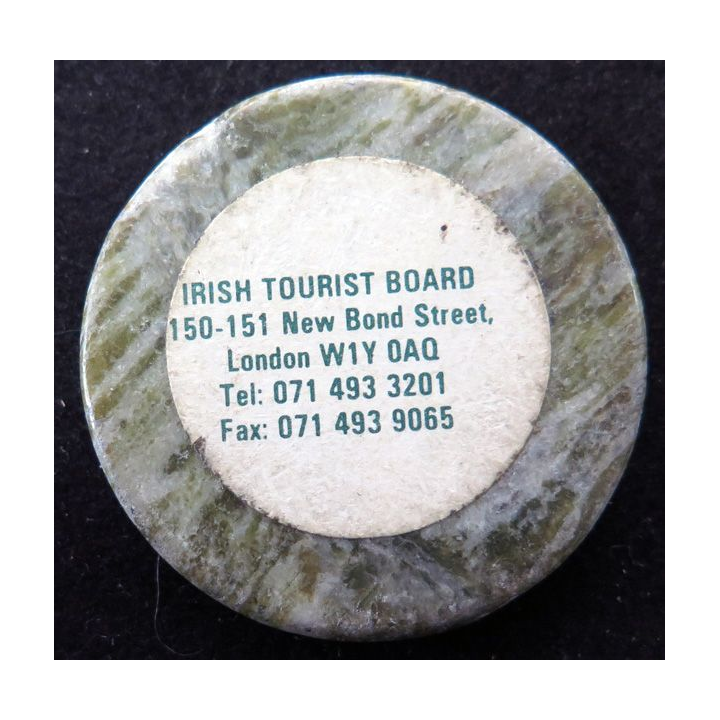 IRISH TOURIST BOARD
150-151 New Bond Street,
London W1Y 0AQ
Tel: 071 493 3201
Fax: 071 493 9065